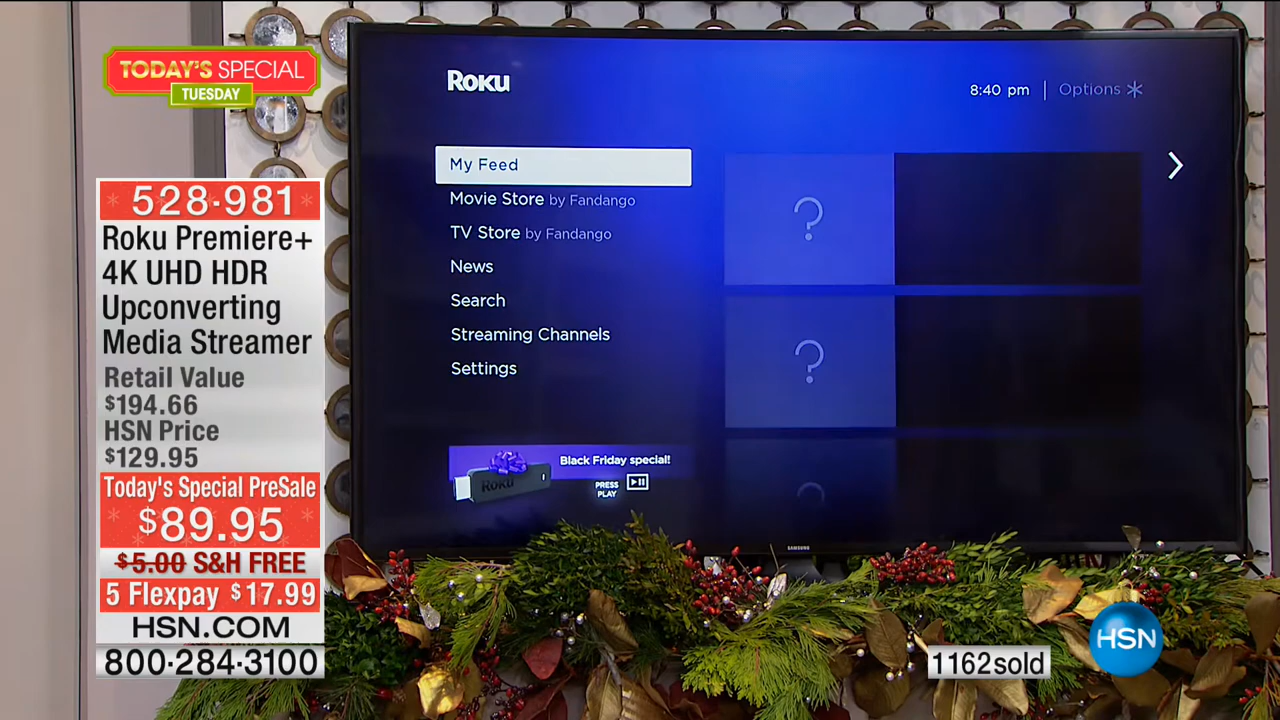 TODAY'S SPECIAL
TUESDAY
528-981
Roku Premiere+
4K UHD HDR
Upconverting
Media Streamer
Retail Value
$194.66
HSN Price
$129.95
Today's Special PreSale
$89.95
$5.00 S&H FREE
5 Flexpay $17.99
HSN.COM
800-284-3100
ROKU
8:40 pm | Options *
My Feed
Movie Store by Fandango
TV Store by Fandango
News
Search
Streaming Channels
Settings
?
?
Black Friday special!
PRESS
PLAY
ROKU
SAMSUNG
1162sold
HSN